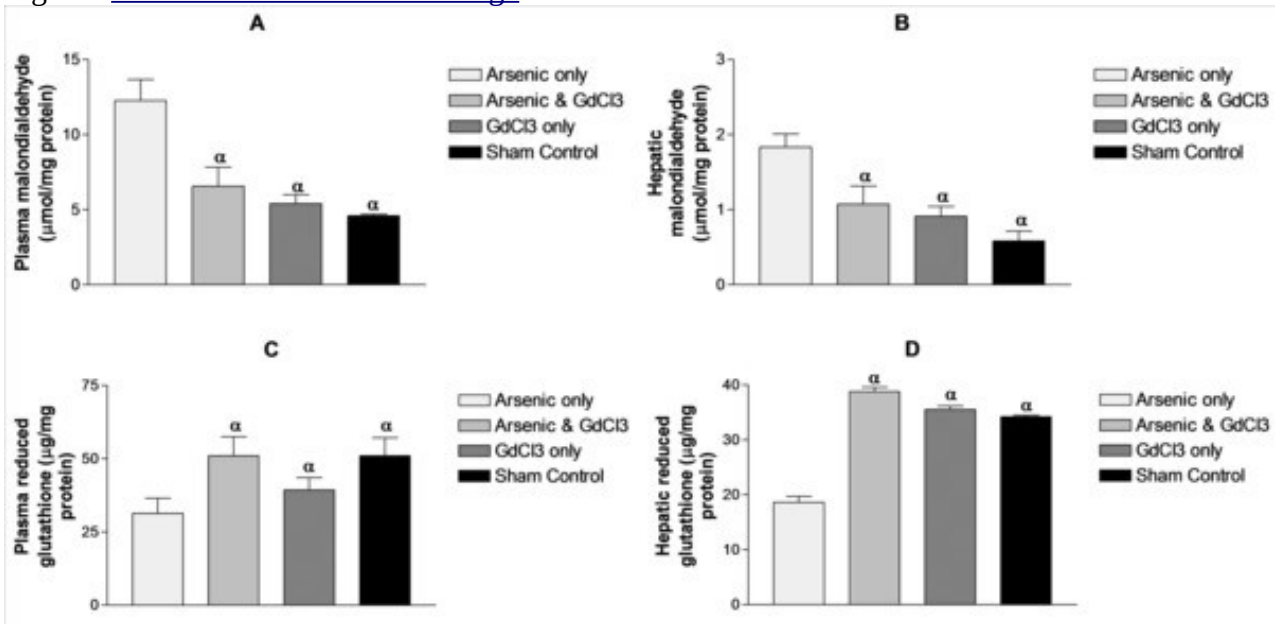 A
Plasma malondialdehyde
(μmol/mg protein)
15
10
5
0
α
α
α
Arsenic only
Arsenic & GdCl3
GdCl3 only
Sham Control
B
Hepatic
malondialdehyde
(μmol/mg protein)
3
2
1
0
α
α
α
Arsenic only
Arsenic & GdCl3
GdCl3 only
Sham Control
C
Plasma reduced
glutathione (μg/mg
protein)
75
50
25
0
α
α
α
Arsenic only
Arsenic & GdCl3
GdCl3 only
Sham Control
D
Hepatic reduced
glutathione (μg/mg
protein)
40
30
20
10
0
α
α
α
Arsenic only
Arsenic & GdCl3
GdCl3 only
Sham Control